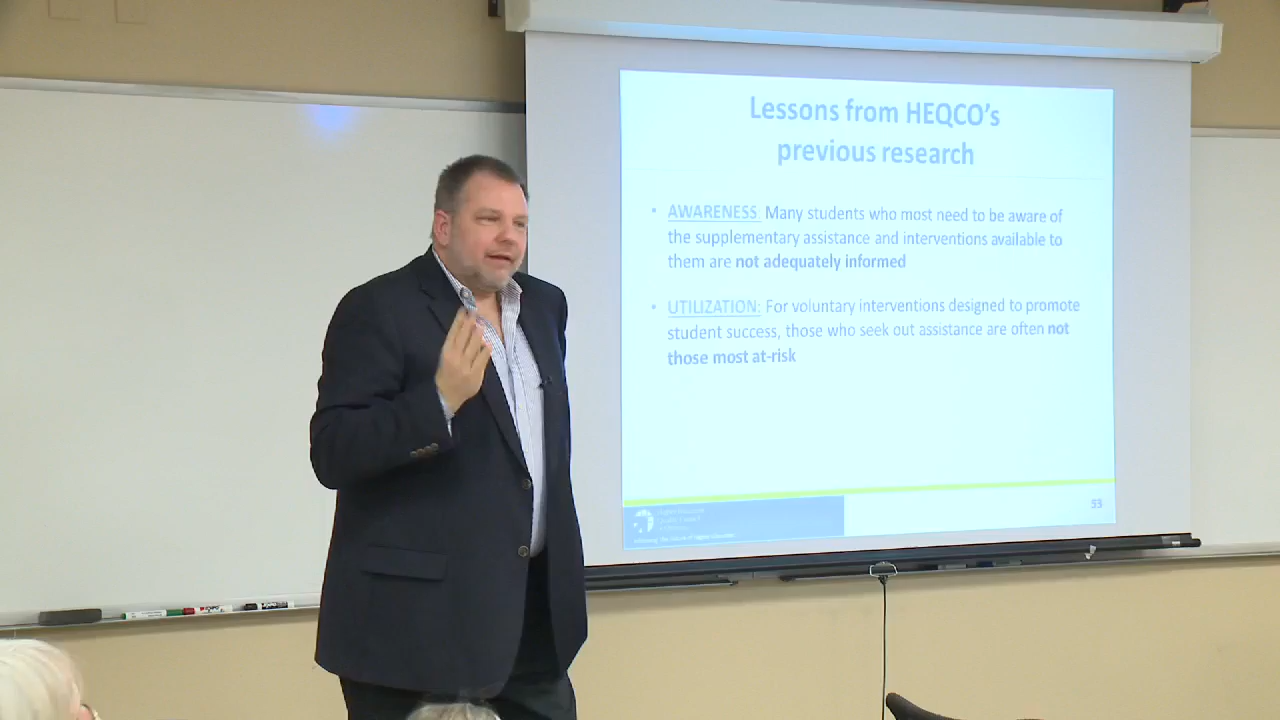 Lessons from HEQCO's
previous research
• AWARENESS: Many students who most need to be aware of
the supplementary assistance and interventions available to
them are not adequately informed
• UTILIZATION: For voluntary interventions designed to promote
student success, those who seek out assistance are often not
those most at-risk
53